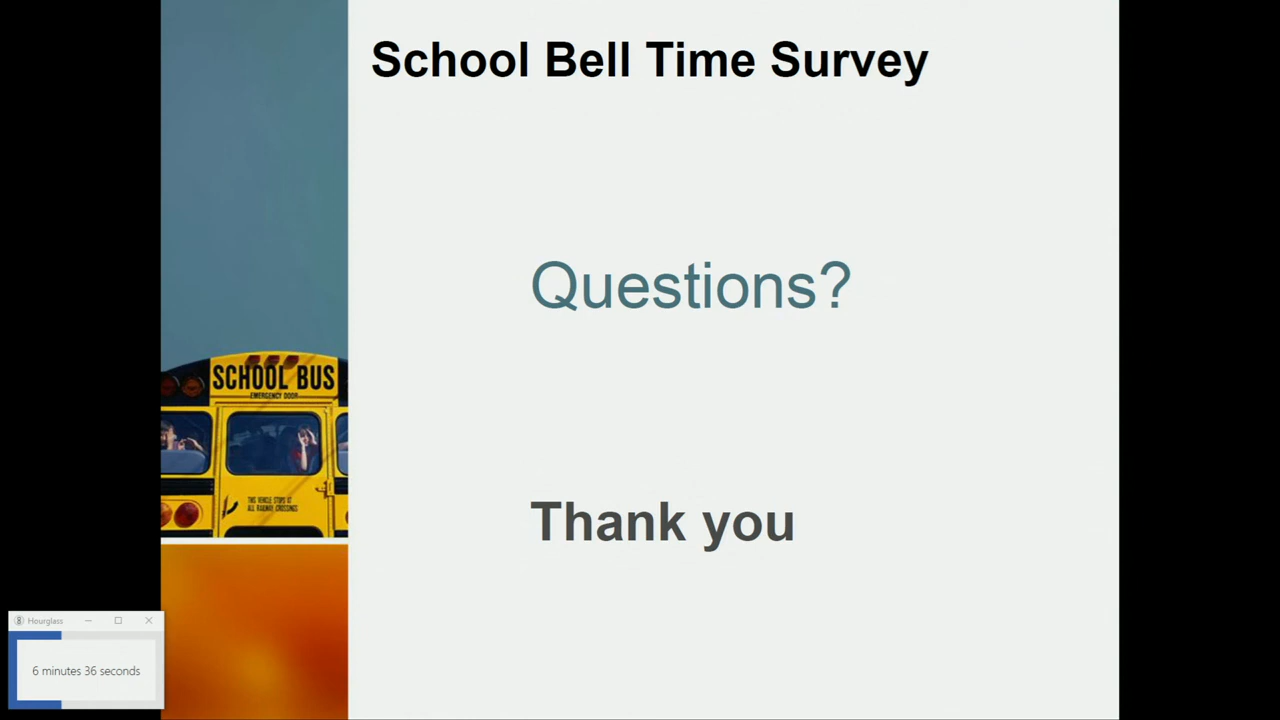 School Bell Time Survey
Questions?
SCHOOL BUS
EMERGENCY DOOR
THIS VEHICLE STOPS AT
ALL RAILWAY CROSSINGS
Thank you
Hourglass
6 minutes 36 seconds